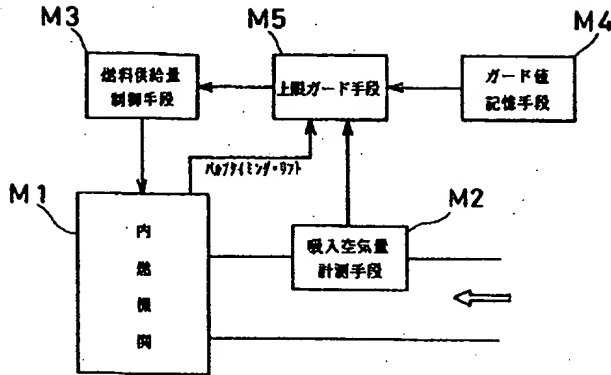 M3
M5
M4
燃料供給量
制御手段
上限ガード手段
ガード値
記憶手段
バルブタイミング・リフト
M1
M2
内
燃
機
関
吸入空気量
計測手段